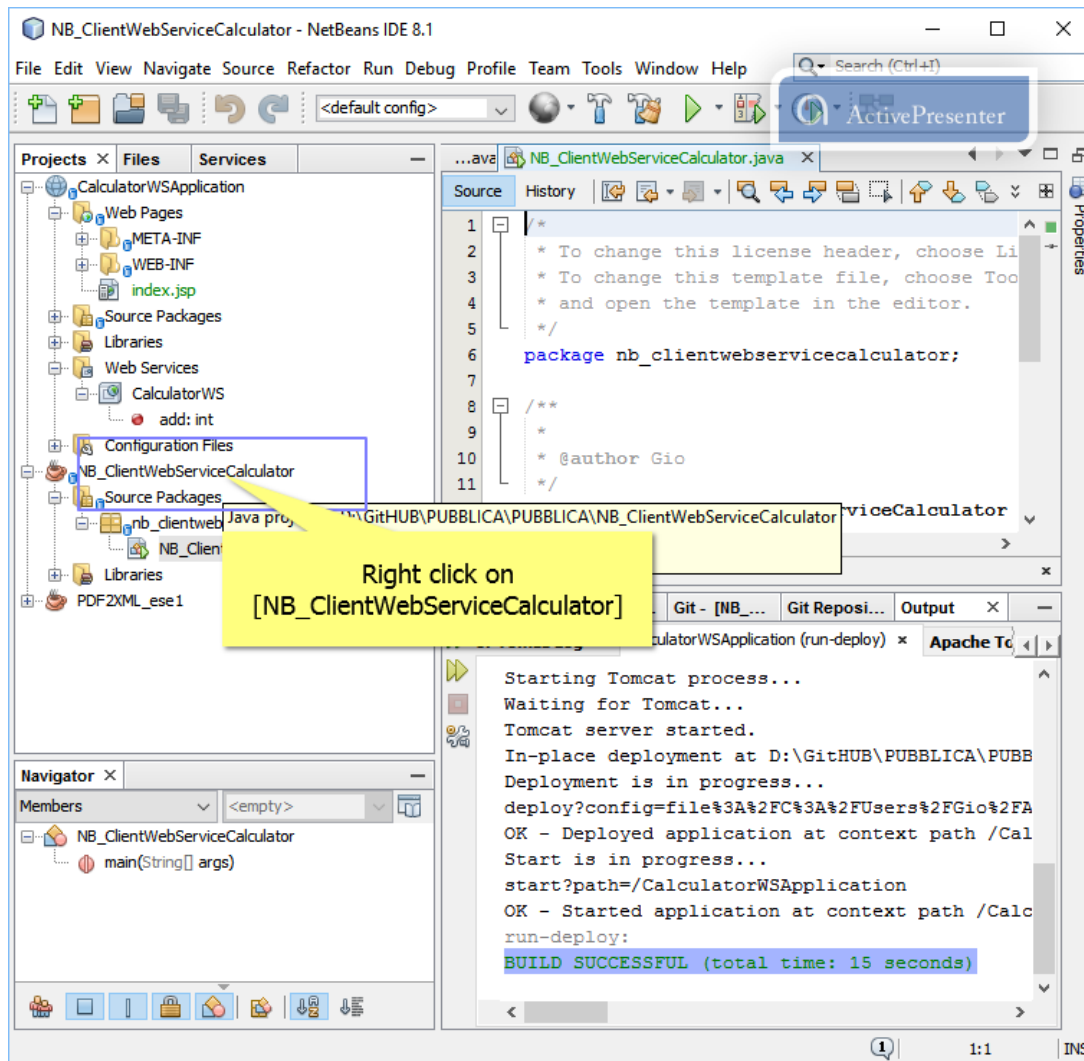 NB_ClientWebServiceCalculator - NetBeans IDE 8.1
File Edit View Navigate Source Refactor Run Debug Profile Team Tools Window Help
Search (Ctrl+I)
<default config>
ActivePresenter
Projects Files Services
CalculatorWSApplication
Web Pages
META-INF
WEB-INF
index.jsp
Source Packages
Libraries
Web Services
CalculatorWS
add: int
Configuration Files
NB_ClientWebServiceCalculator
Source Packages
nb_clientweb
NB_Clien
Libraries
PDF2XML_ese1
...ava NB_ClientWebServiceCalculator.java
Source History
Properties
1 /*
2 * To change this license header, choose Li
3 * To change this template file, choose Too
4 * and open the template in the editor.
5 */
6 package nb_clientwebservicecalculator;
7
8 /**
9 *
10 * @author Gio
11 */
viceCalculator
Java proj :\GitHUB\PUBBLICA\PUBBLICA\NB_ClientWebServiceCalculator
Right click on
[NB_ClientWebServiceCalculator]
Git - [NB_... Git Reposi... Output
culatorWSApplication (run-deploy) Apache To
Starting Tomcat process...
Waiting for Tomcat...
Tomcat server started.
In-place deployment at D:\GitHUB\PUBBLICA\PUBB
Deployment is in progress...
deploy?config=file%3A%2FC%3A%2FUsers%2FGio%2FA
OK - Deployed application at context path /Cal
Start is in progress...
start?path=/CalculatorWSApplication
OK - Started application at context path /Calc
run-deploy:
BUILD SUCCESSFUL (total time: 15 seconds)
Navigator
Members <empty>
NB_ClientWebServiceCalculator
main(String[] args)
1 1:1 INS